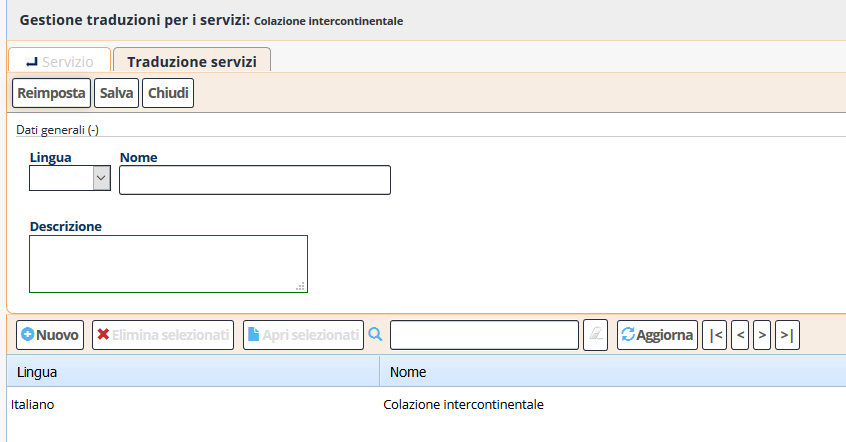 Gestione traduzioni per i servizi: Colazione intercontinentale
Servizio Traduzione servizi
Reimposta Salva Chiudi
Dati generali (-)
Lingua Nome
Descrizione
Nuovo Elimina selezionati Apri selezionati Aggiorna |< < > >|
Lingua Nome
Italiano Colazione intercontinentale